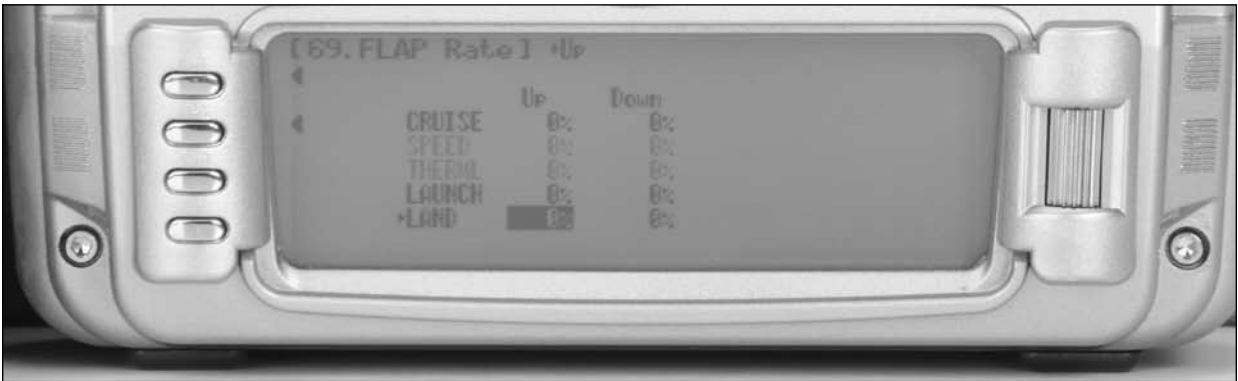 [69.FLAP Rate] →Up
Up Down
CRUISE 0% 0%
SPEED 0% 0%
THERML 0% 0%
LAUNCH 0% 0%
→LAND 0% 0%